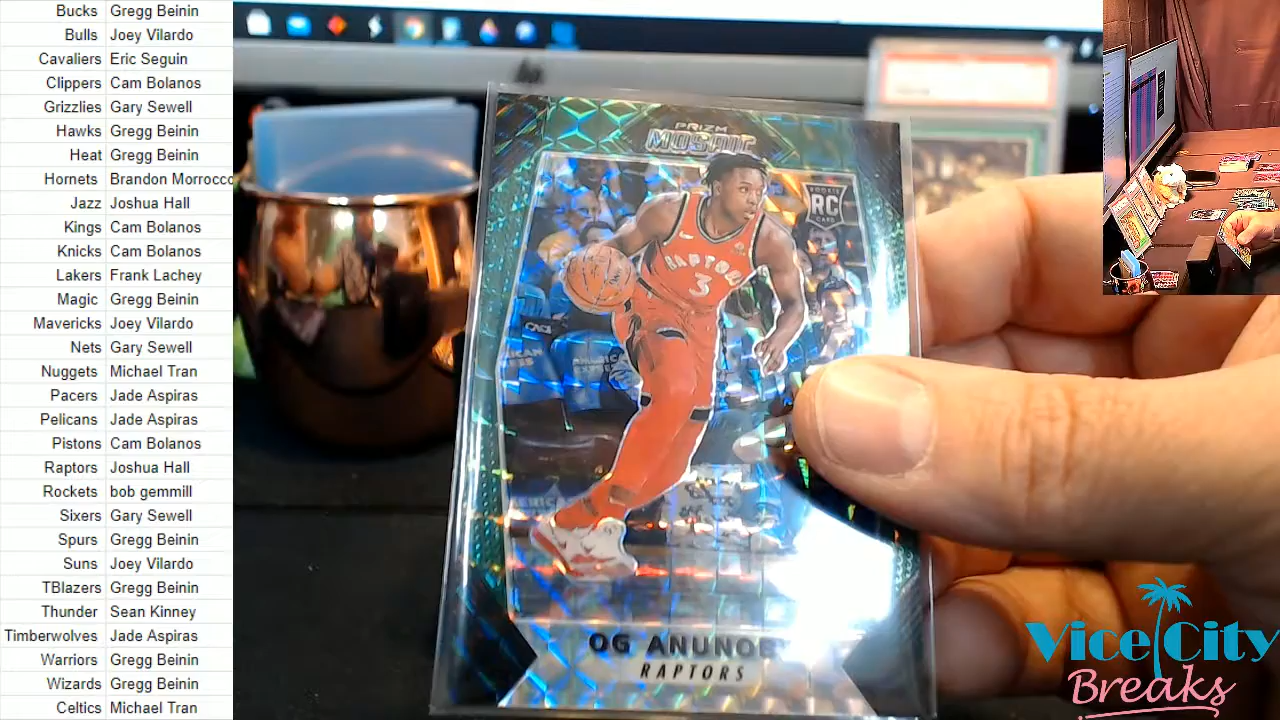 Bucks Gregg Beinin
Bulls Joey Vilardo
Cavaliers Eric Seguin
Clippers Cam Bolanos
Grizzlies Gary Sewell
Hawks Gregg Beinin
Heat Gregg Beinin
Hornets Brandon Morrocco
Jazz Joshua Hall
Kings Cam Bolanos
Knicks Cam Bolanos
Lakers Frank Lachey
Magic Gregg Beinin
Mavericks Joey Vilardo
Nets Gary Sewell
Nuggets Michael Tran
Pacers Jade Aspiras
Pelicans Jade Aspiras
Pistons Cam Bolanos
Raptors Joshua Hall
Rockets bob gemmill
Sixers Gary Sewell
Spurs Gregg Beinin
Suns Joey Vilardo
TBlazers Gregg Beinin
Thunder Sean Kinney
Timberwolves Jade Aspiras
Warriors Gregg Beinin
Wizards Gregg Beinin
Celtics Michael Tran
PRIZM
MOSAIC
ROOKIE
RC
CARD
RAPTORS
3
OG ANUNOB
RAPTORS
Vice City
Breaks